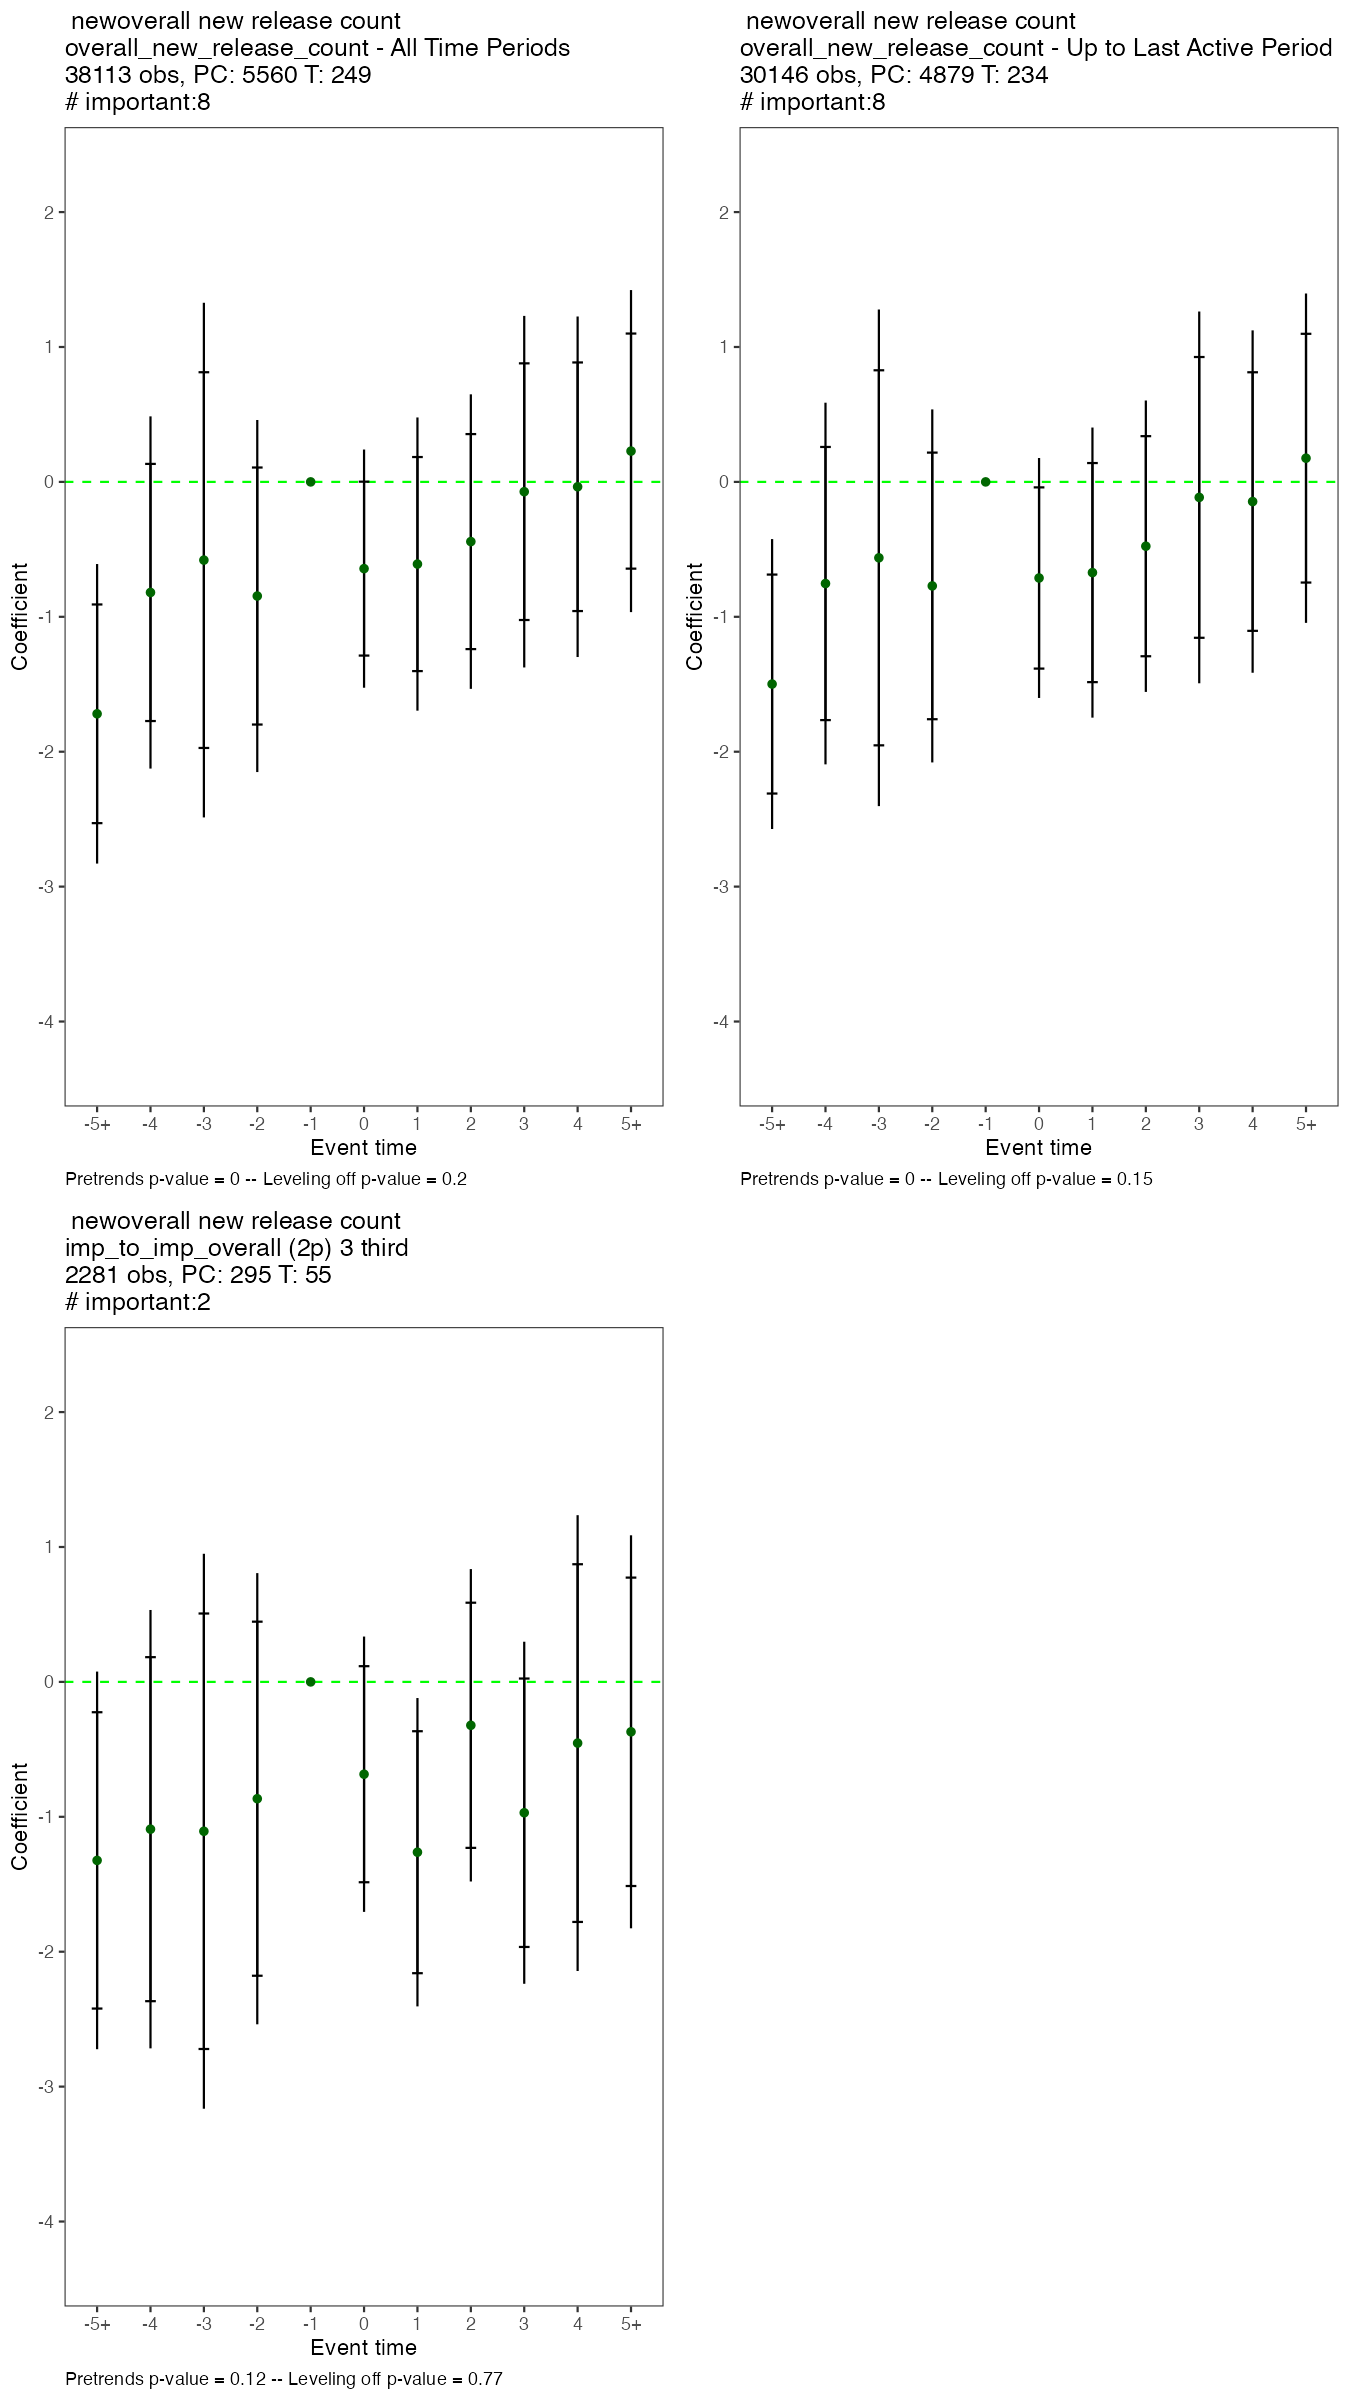 newoverall new release count
overall_new_release_count - All Time Periods
38113 obs, PC: 5560 T: 249
# important:8
2
1
0
-1
-2
-3
-4
Coefficient
-5+ -4 -3 -2 -1 0 1 2 3 4 5+
Event time
Pretrends p-value = 0 -- Leveling off p-value = 0.2
newoverall new release count
overall_new_release_count - Up to Last Active Period
30146 obs, PC: 4879 T: 234
# important:8
2
1
0
-1
-2
-3
-4
Coefficient
-5+ -4 -3 -2 -1 0 1 2 3 4 5+
Event time
Pretrends p-value = 0 -- Leveling off p-value = 0.15
newoverall new release count
imp_to_imp_overall (2p) 3 third
2281 obs, PC: 295 T: 55
# important:2
2
1
0
-1
-2
-3
-4
Coefficient
-5+ -4 -3 -2 -1 0 1 2 3 4 5+
Event time
Pretrends p-value = 0.12 -- Leveling off p-value = 0.77